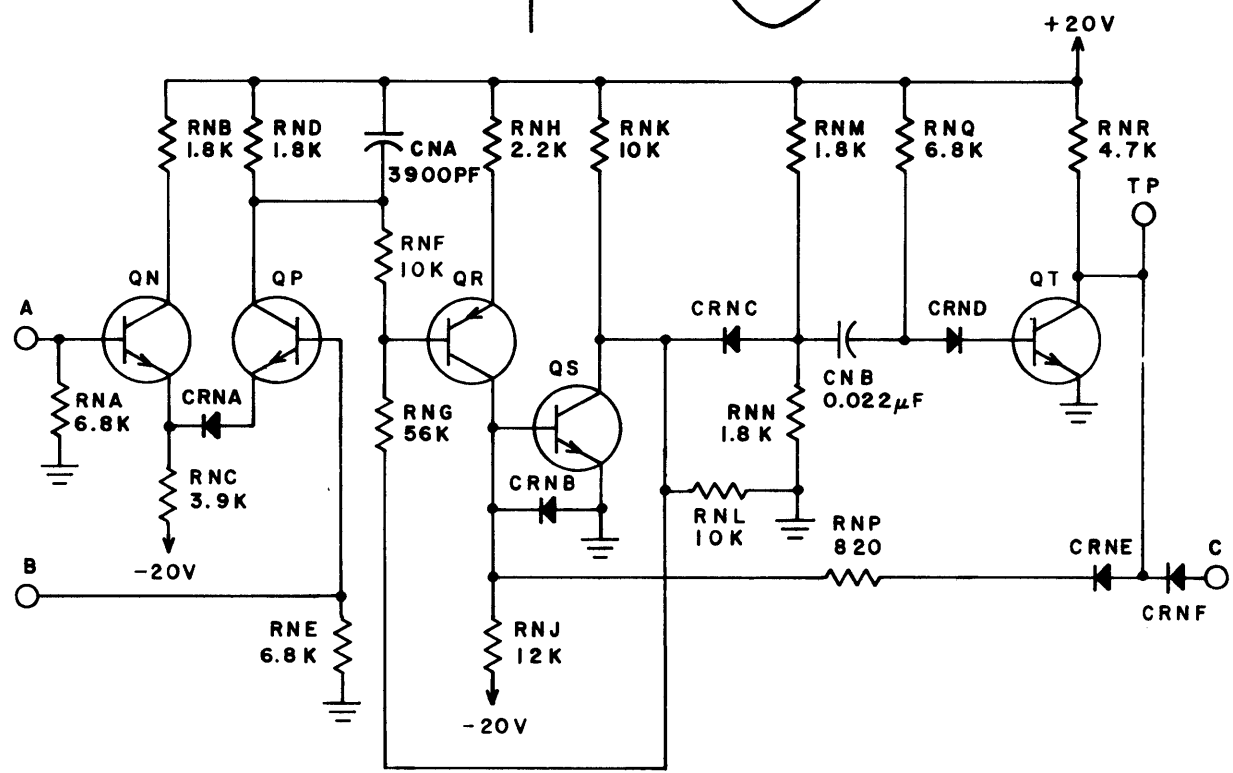 +20V
RNB
1.8K
RND
1.8K
CNA
3900PF
RNH
2.2K
RNK
10K
RNM
1.8K
RNQ
6.8K
RNR
4.7K
TP
RNF
10K
QN
QP
QR
QT
A
CRNC
CRND
QS
CNB
0.022µF
RNA
6.8K
CRNA
RNG
56K
RNN
1.8K
RNC
3.9K
CRNB
RNL
10K
RNP
820
CRNE
C
-20V
B
CRNF
RNE
6.8K
RNJ
12K
-20V